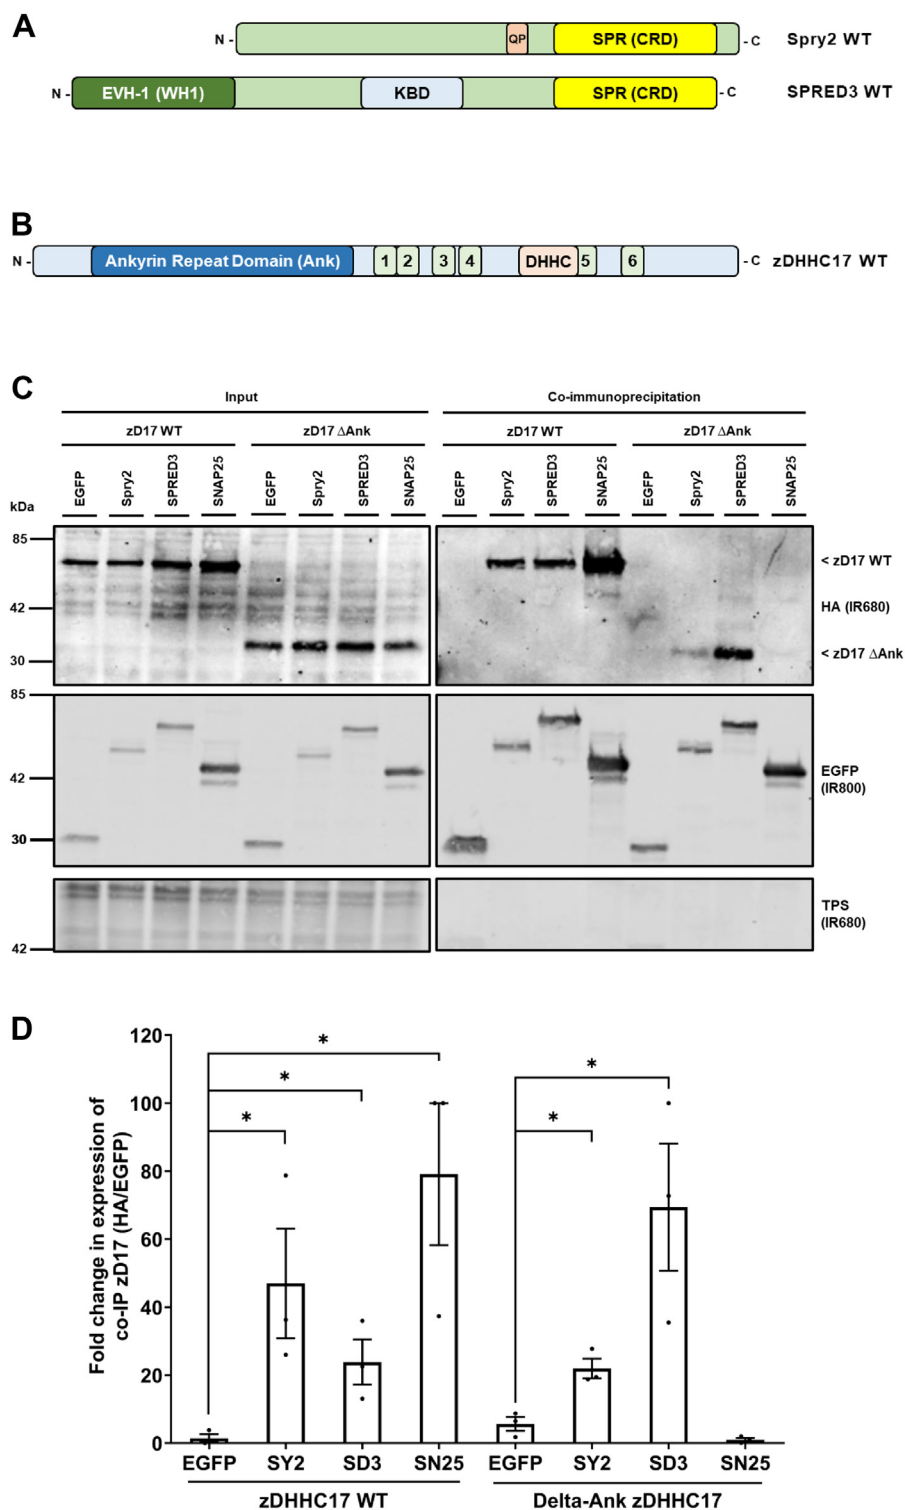 A
N - QP SPR (CRD) - C Spry2 WT
N - EVH-1 (WH1) KBD SPR (CRD) - C SPRED3 WT
B
N - Ankyrin Repeat Domain (Ank) 1 2 3 4 DHHC 5 6 - C zDHHC17 WT
C
Input Co-immunoprecipitation
zD17 WT zD17 ΔAnk zD17 WT zD17 ΔAnk
EGFP Spry2 SPRED3 SNAP25 EGFP Spry2 SPRED3 SNAP25 EGFP Spry2 SPRED3 SNAP25 EGFP Spry2 SPRED3 SNAP25
kDa
85
< zD17 WT
42
HA (IR680)
30
< zD17 ΔAnk
85
42
EGFP
(IR800)
30
TPS
(IR680)
42
D
Fold change in expression of
co-IP zD17 (HA/EGFP)
120
100
80
60
40
20
0
* * * * *
EGFP SY2 SD3 SN25 EGFP SY2 SD3 SN25
zDHHC17 WT Delta-Ank zDHHC17